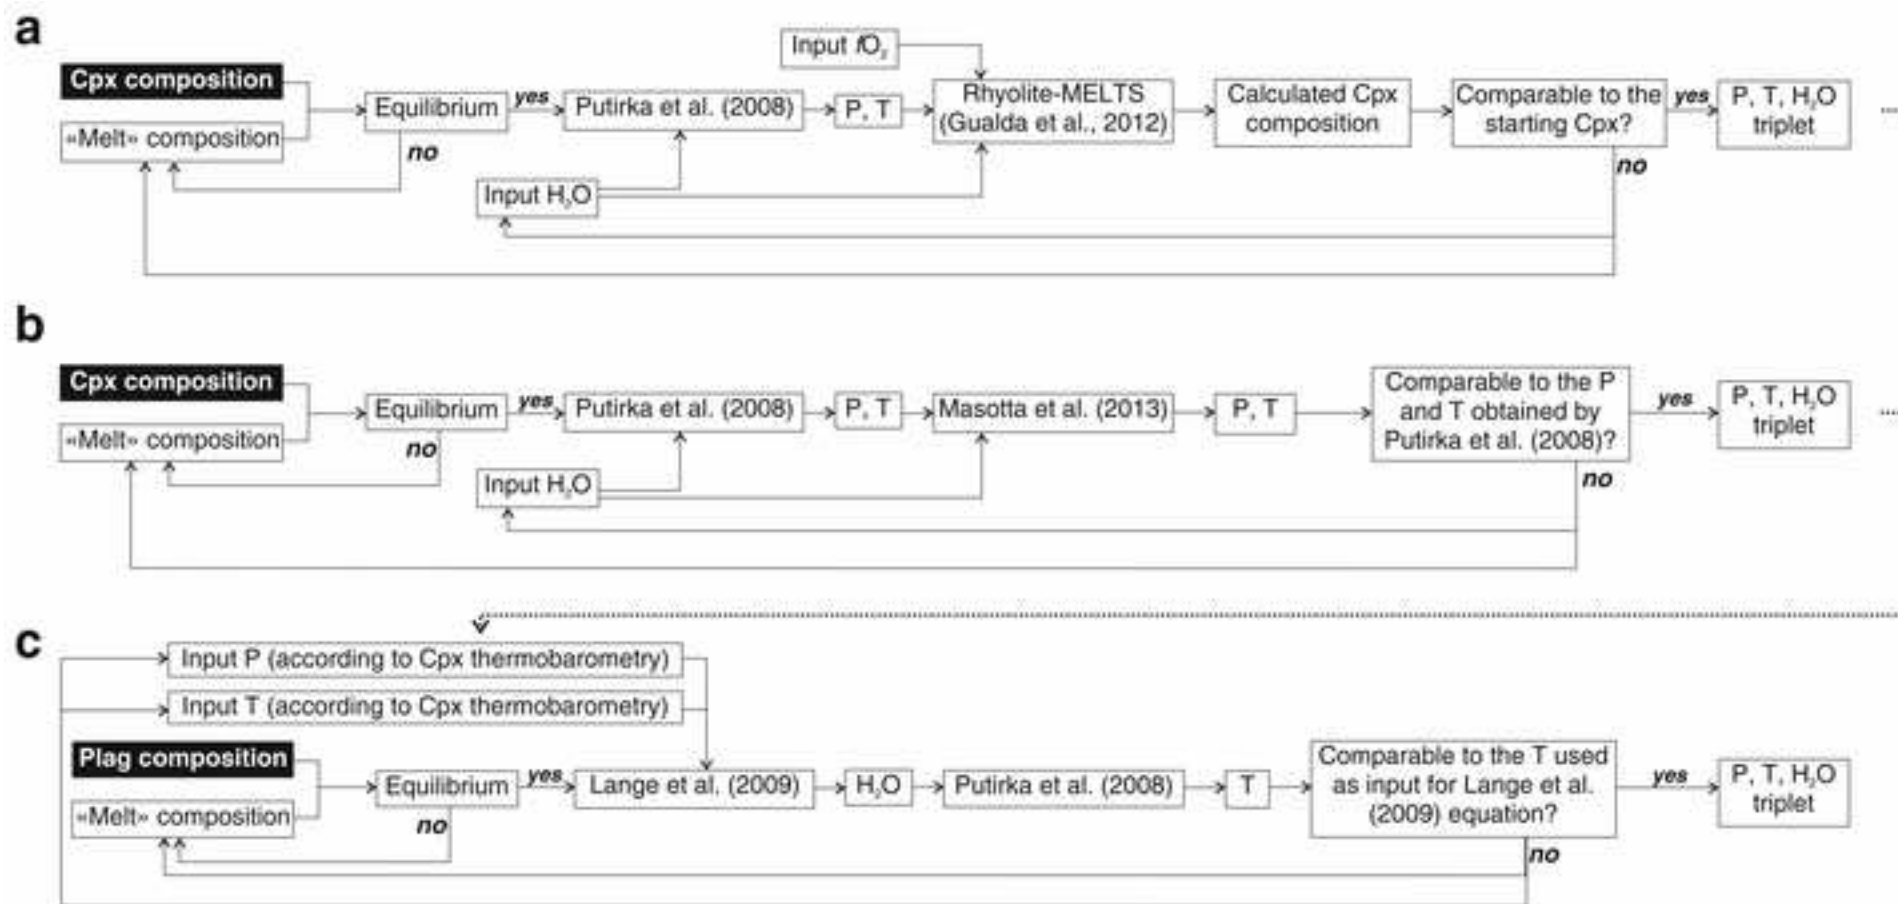 a
Input fO₂
Cpx composition
«Melt» composition
Equilibrium
yes
no
Putirka et al. (2008)
P, T
Rhyolite-MELTS
(Gualda et al., 2012)
Calculated Cpx
composition
Comparable to the
starting Cpx?
yes
no
P, T, H₂O
triplet
Input H₂O
b
Cpx composition
«Melt» composition
Equilibrium
yes
no
Putirka et al. (2008)
P, T
Masotta et al. (2013)
P, T
Comparable to the P
and T obtained by
Putirka et al. (2008)?
yes
no
P, T, H₂O
triplet
Input H₂O
c
Input P (according to Cpx thermobarometry)
Input T (according to Cpx thermobarometry)
Plag composition
«Melt» composition
Equilibrium
yes
no
Lange et al. (2009)
H₂O
Putirka et al. (2008)
T
Comparable to the T used
as input for Lange et al.
(2009) equation?
yes
no
P, T, H₂O
triplet